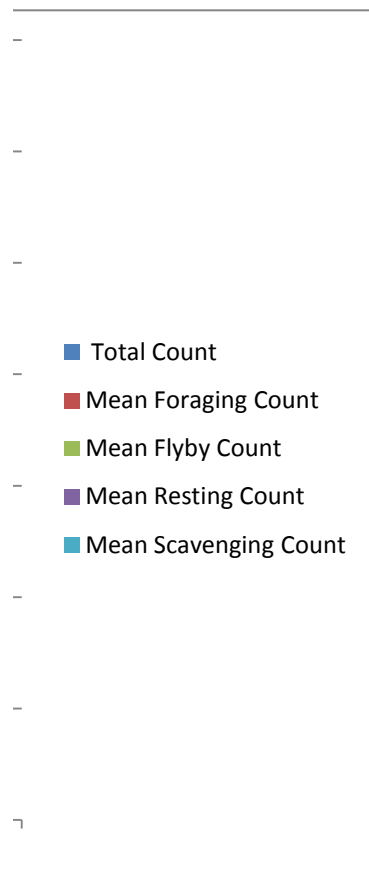 Total Count
Mean Foraging Count
Mean Flyby Count
Mean Resting Count
Mean Scavenging Count